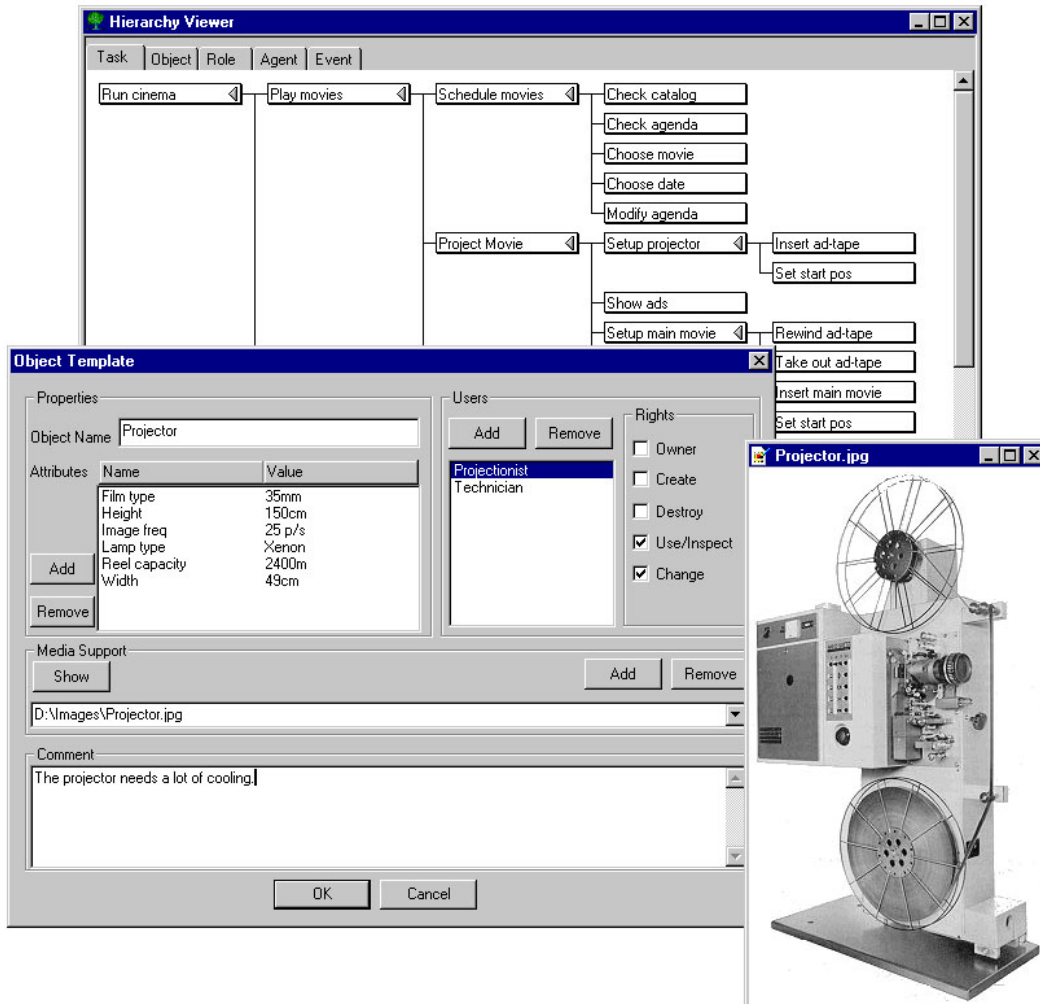 Hierarchy Viewer
Task Object Role Agent Event
Run cinema Play movies Schedule movies Check catalog
Check agenda
Choose movie
Choose date
Modify agenda
Project Movie Setup projector Insert ad-tape
Set start pos
Show ads
Setup main movie Rewind ad-tape
Take out ad-tape
Insert main movie
Set start pos
Object Template
Properties
Object Name Projector
Attributes Name Value
Film type 35mm
Height 150cm
Image freq 25 p/s
Lamp type Xenon
Reel capacity 2400m
Width 49cm
Add
Remove
Users
Add Remove
Projectionist
Technician
Rights
Owner
Create
Destroy
Use/Inspect
Change
Media Support
Show Add Remove
D:\Images\Projector.jpg
Comment
The projector needs a lot of cooling.
OK Cancel
Projector.jpg